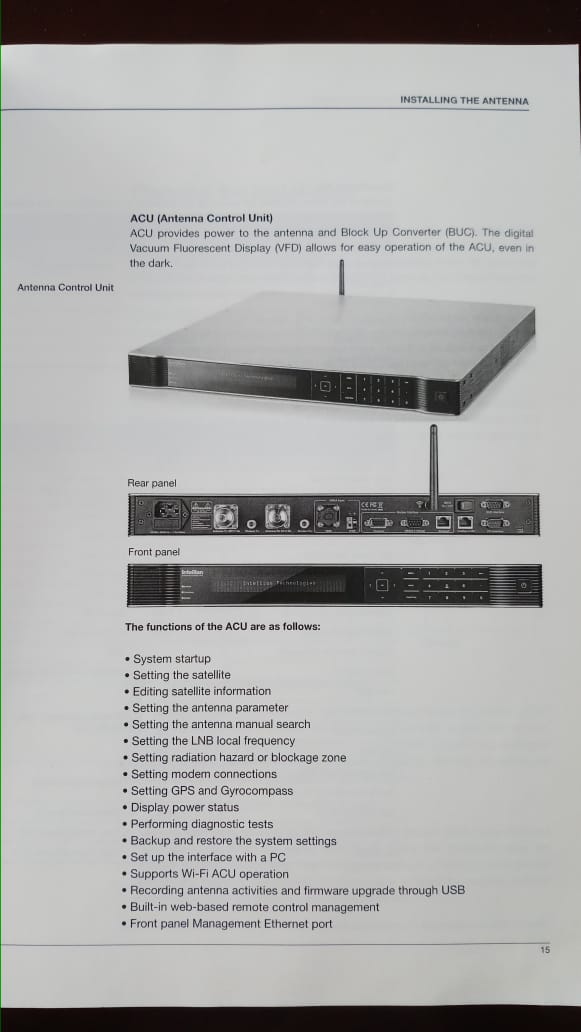 INSTALLING THE ANTENNA
ACU (Antenna Control Unit)
ACU provides power to the antenna and Block Up Converter (BUC). The digital
Vacuum Fluorescent Display (VFD) allows for easy operation of the ACU, even in
the dark.
Antenna Control Unit
Rear panel
Front panel
Intellian
Intellian Technologies
The functions of the ACU are as follows:
• System startup
• Setting the satellite
• Editing satellite information
• Setting the antenna parameter
• Setting the antenna manual search
• Setting the LNB local frequency
• Setting radiation hazard or blockage zone
• Setting modem connections
• Setting GPS and Gyrocompass
• Display power status
• Performing diagnostic tests
• Backup and restore the system settings
• Set up the interface with a PC
• Supports Wi-Fi ACU operation
• Recording antenna activities and firmware upgrade through USB
• Built-in web-based remote control management
• Front panel Management Ethernet port
15